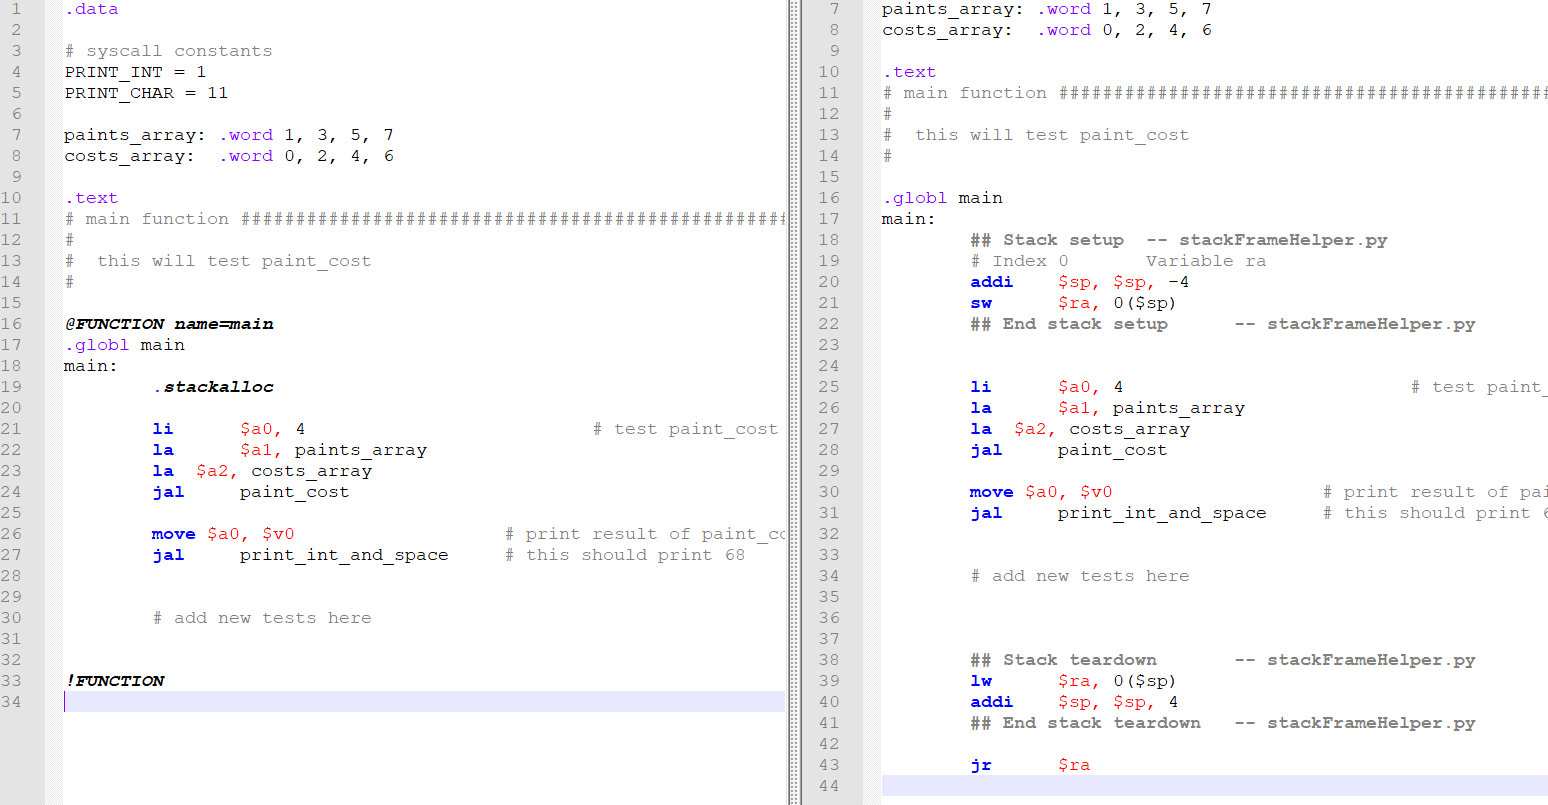 1 .data
2
3 # syscall constants
4 PRINT_INT = 1
5 PRINT_CHAR = 11
6
7 paints_array: .word 1, 3, 5, 7
8 costs_array: .word 0, 2, 4, 6
9
10 .text
11 # main function ##################################################
12 #
13 # this will test paint_cost
14 #
15
16 @FUNCTION name=main
17 .globl main
18 main:
19 .stackalloc
20
21 li $a0, 4 # test paint_cost
22 la $a1, paints_array
23 la $a2, costs_array
24 jal paint_cost
25
26 move $a0, $v0 # print result of paint_co
27 jal print_int_and_space # this should print 68
28
29
30 # add new tests here
31
32
33 !FUNCTION
34
7 paints_array: .word 1, 3, 5, 7
8 costs_array: .word 0, 2, 4, 6
9
10 .text
11 # main function #############################################
12 #
13 # this will test paint_cost
14 #
15
16 .globl main
17 main:
18 ## Stack setup -- stackFrameHelper.py
19 # Index 0 Variable ra
20 addi $sp, $sp, -4
21 sw $ra, 0($sp)
22 ## End stack setup -- stackFrameHelper.py
23
24
25 li $a0, 4 # test paint_
26 la $a1, paints_array
27 la $a2, costs_array
28 jal paint_cost
29
30 move $a0, $v0 # print result of pai
31 jal print_int_and_space # this should print 6
32
33
34 # add new tests here
35
36
37
38 ## Stack teardown -- stackFrameHelper.py
39 lw $ra, 0($sp)
40 addi $sp, $sp, 4
41 ## End stack teardown -- stackFrameHelper.py
42
43 jr $ra
44